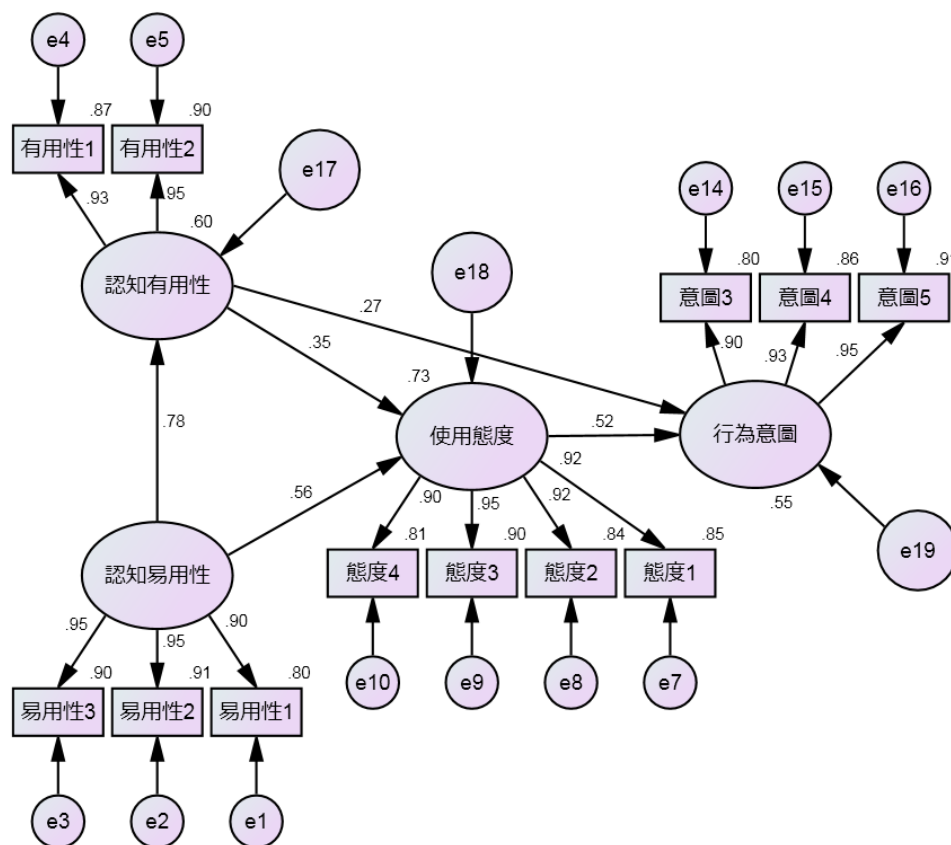 e4
e5
.87
.90
有用性1
有用性2
e17
e14
e15
e16
.93
.95
.60
e18
.80
.86
.9
意圖3
意圖4
意圖5
認知有用性
.27
.35
.90
.93
.95
.73
.78
使用態度
.52
行為意圖
.92
.56
.90
.95
.92
.55
.81
.90
.84
.85
e19
認知易用性
態度4
態度3
態度2
態度1
.95
.95
.90
.90
.91
.80
e10
e9
e8
e7
易用性3
易用性2
易用性1
e3
e2
e1